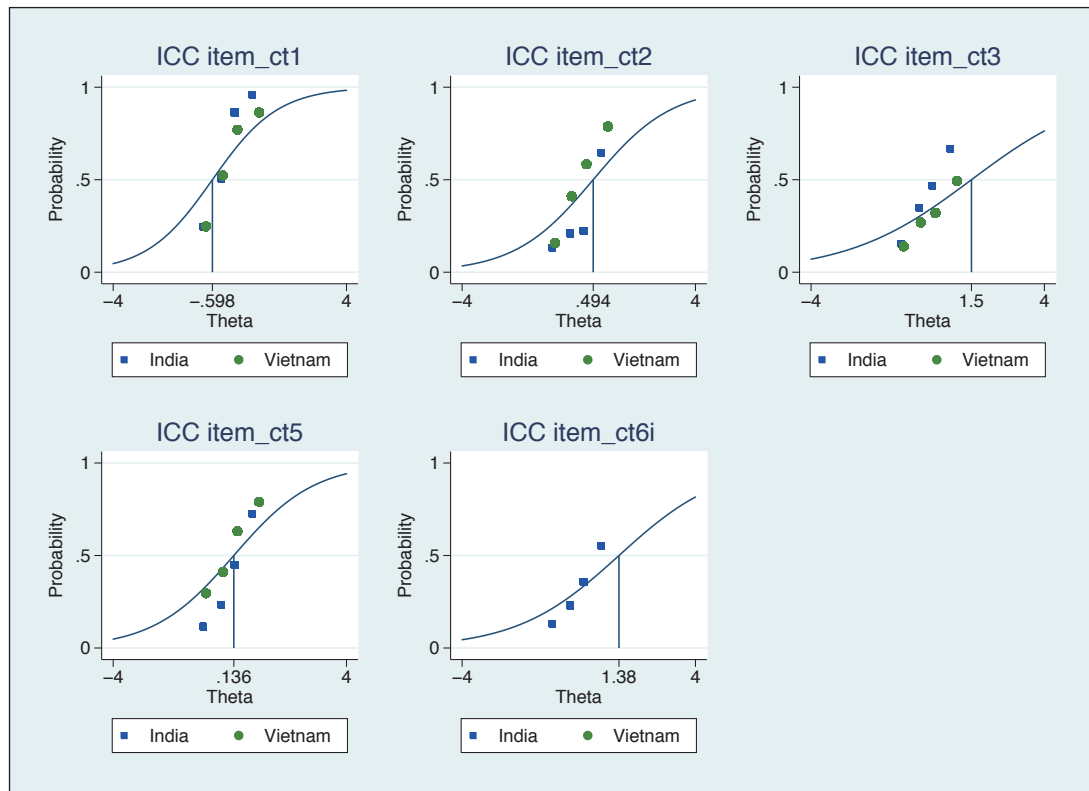 ICC item_ct1
1
.5
0
Probability
−4
−.598
4
Theta
India
Vietnam
ICC item_ct2
1
.5
0
Probability
−4
.494
4
Theta
India
Vietnam
ICC item_ct3
1
.5
0
Probability
−4
1.5
4
Theta
India
Vietnam
ICC item_ct5
1
.5
0
Probability
−4
.136
4
Theta
India
Vietnam
ICC item_ct6i
1
.5
0
Probability
−4
1.38
4
Theta
India
Vietnam